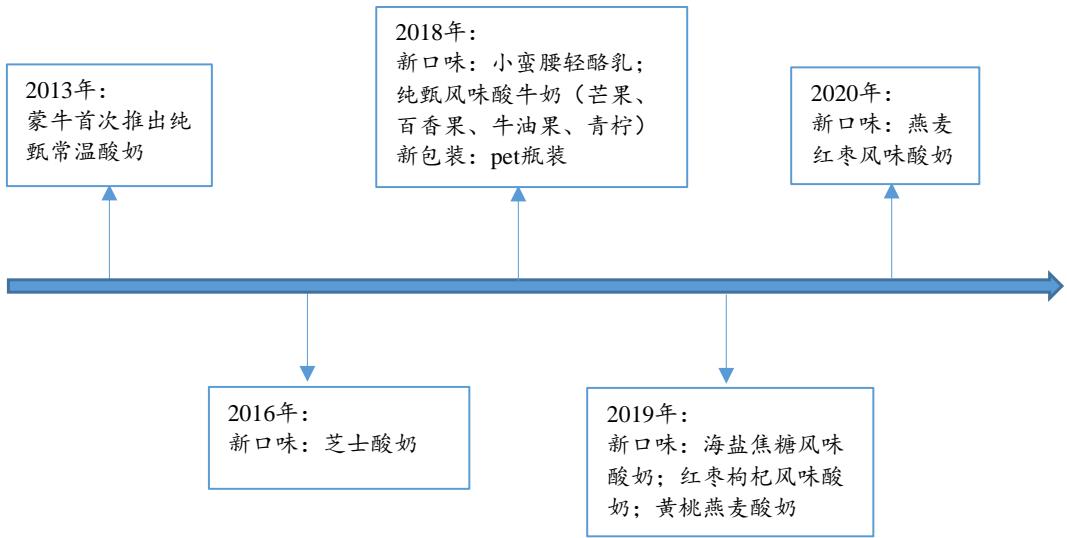 2013年：
蒙牛首次推出纯
甄常温酸奶
2018年：
新口味：小蛮腰轻酪乳；
纯甄风味酸牛奶（芒果、
百香果、牛油果、青柠）
新包装：pet瓶装
2020年：
新口味：燕麦
红枣风味酸奶
2016年：
新口味：芝士酸奶
2019年：
新口味：海盐焦糖风味
酸奶；红枣枸杞风味酸
奶；黄桃燕麦酸奶